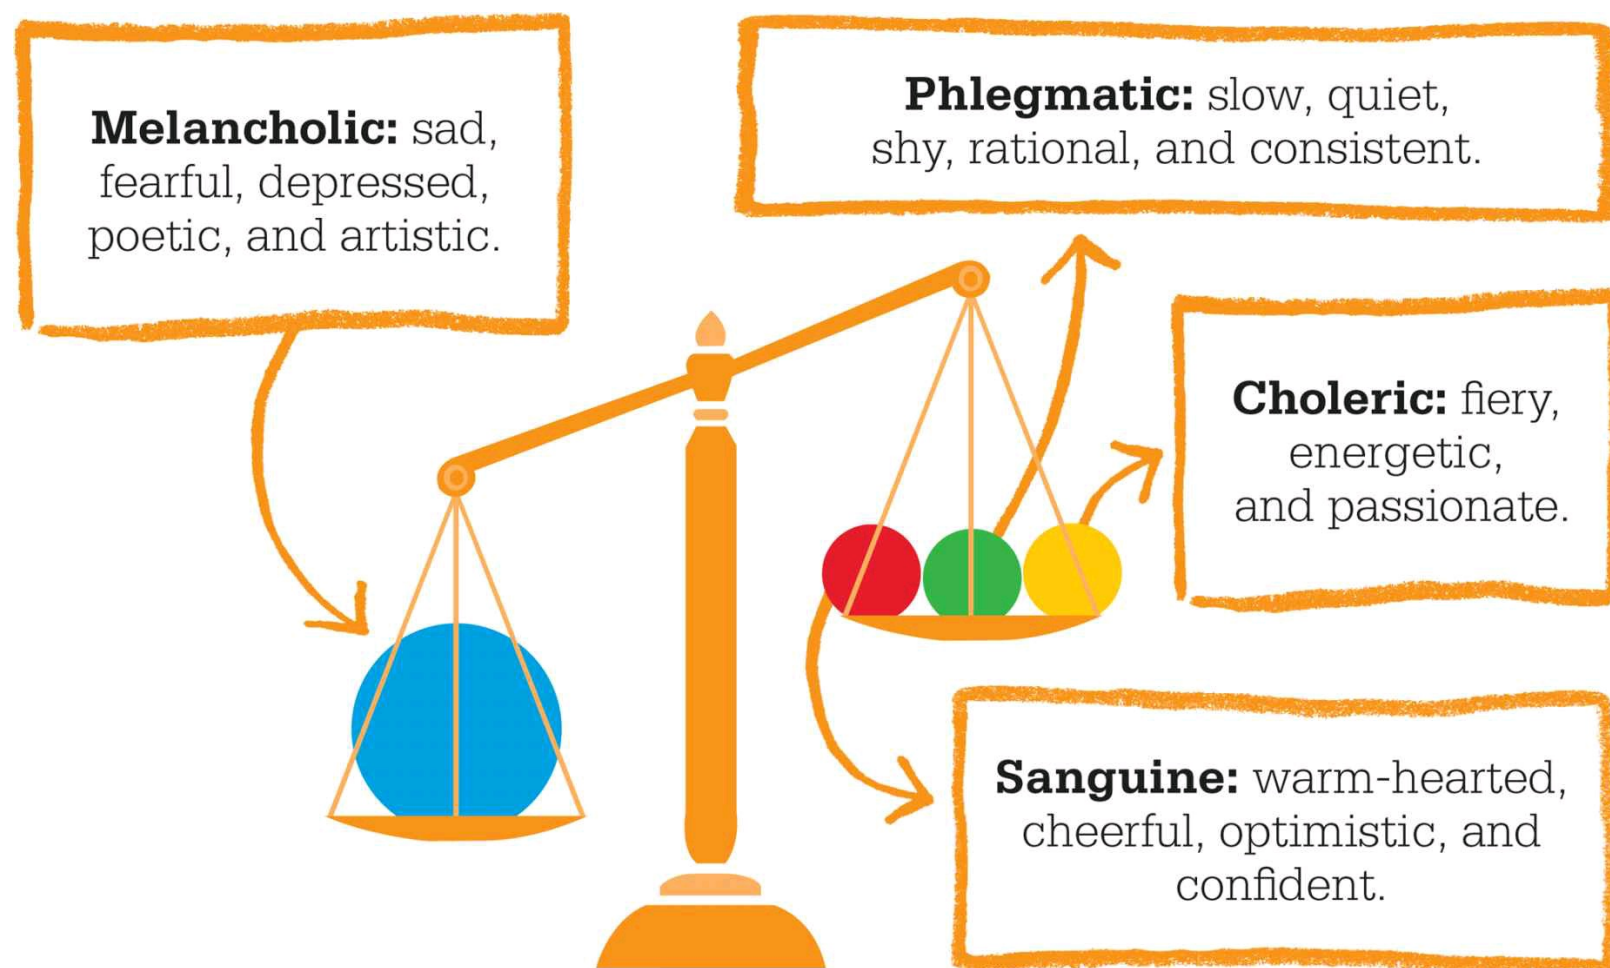 Melancholic: sad,
fearful, depressed,
poetic, and artistic.
Phlegmatic: slow, quiet,
shy, rational, and consistent.
Choleric: fiery,
energetic,
and passionate.
Sanguine: warm-hearted,
cheerful, optimistic, and
confident.